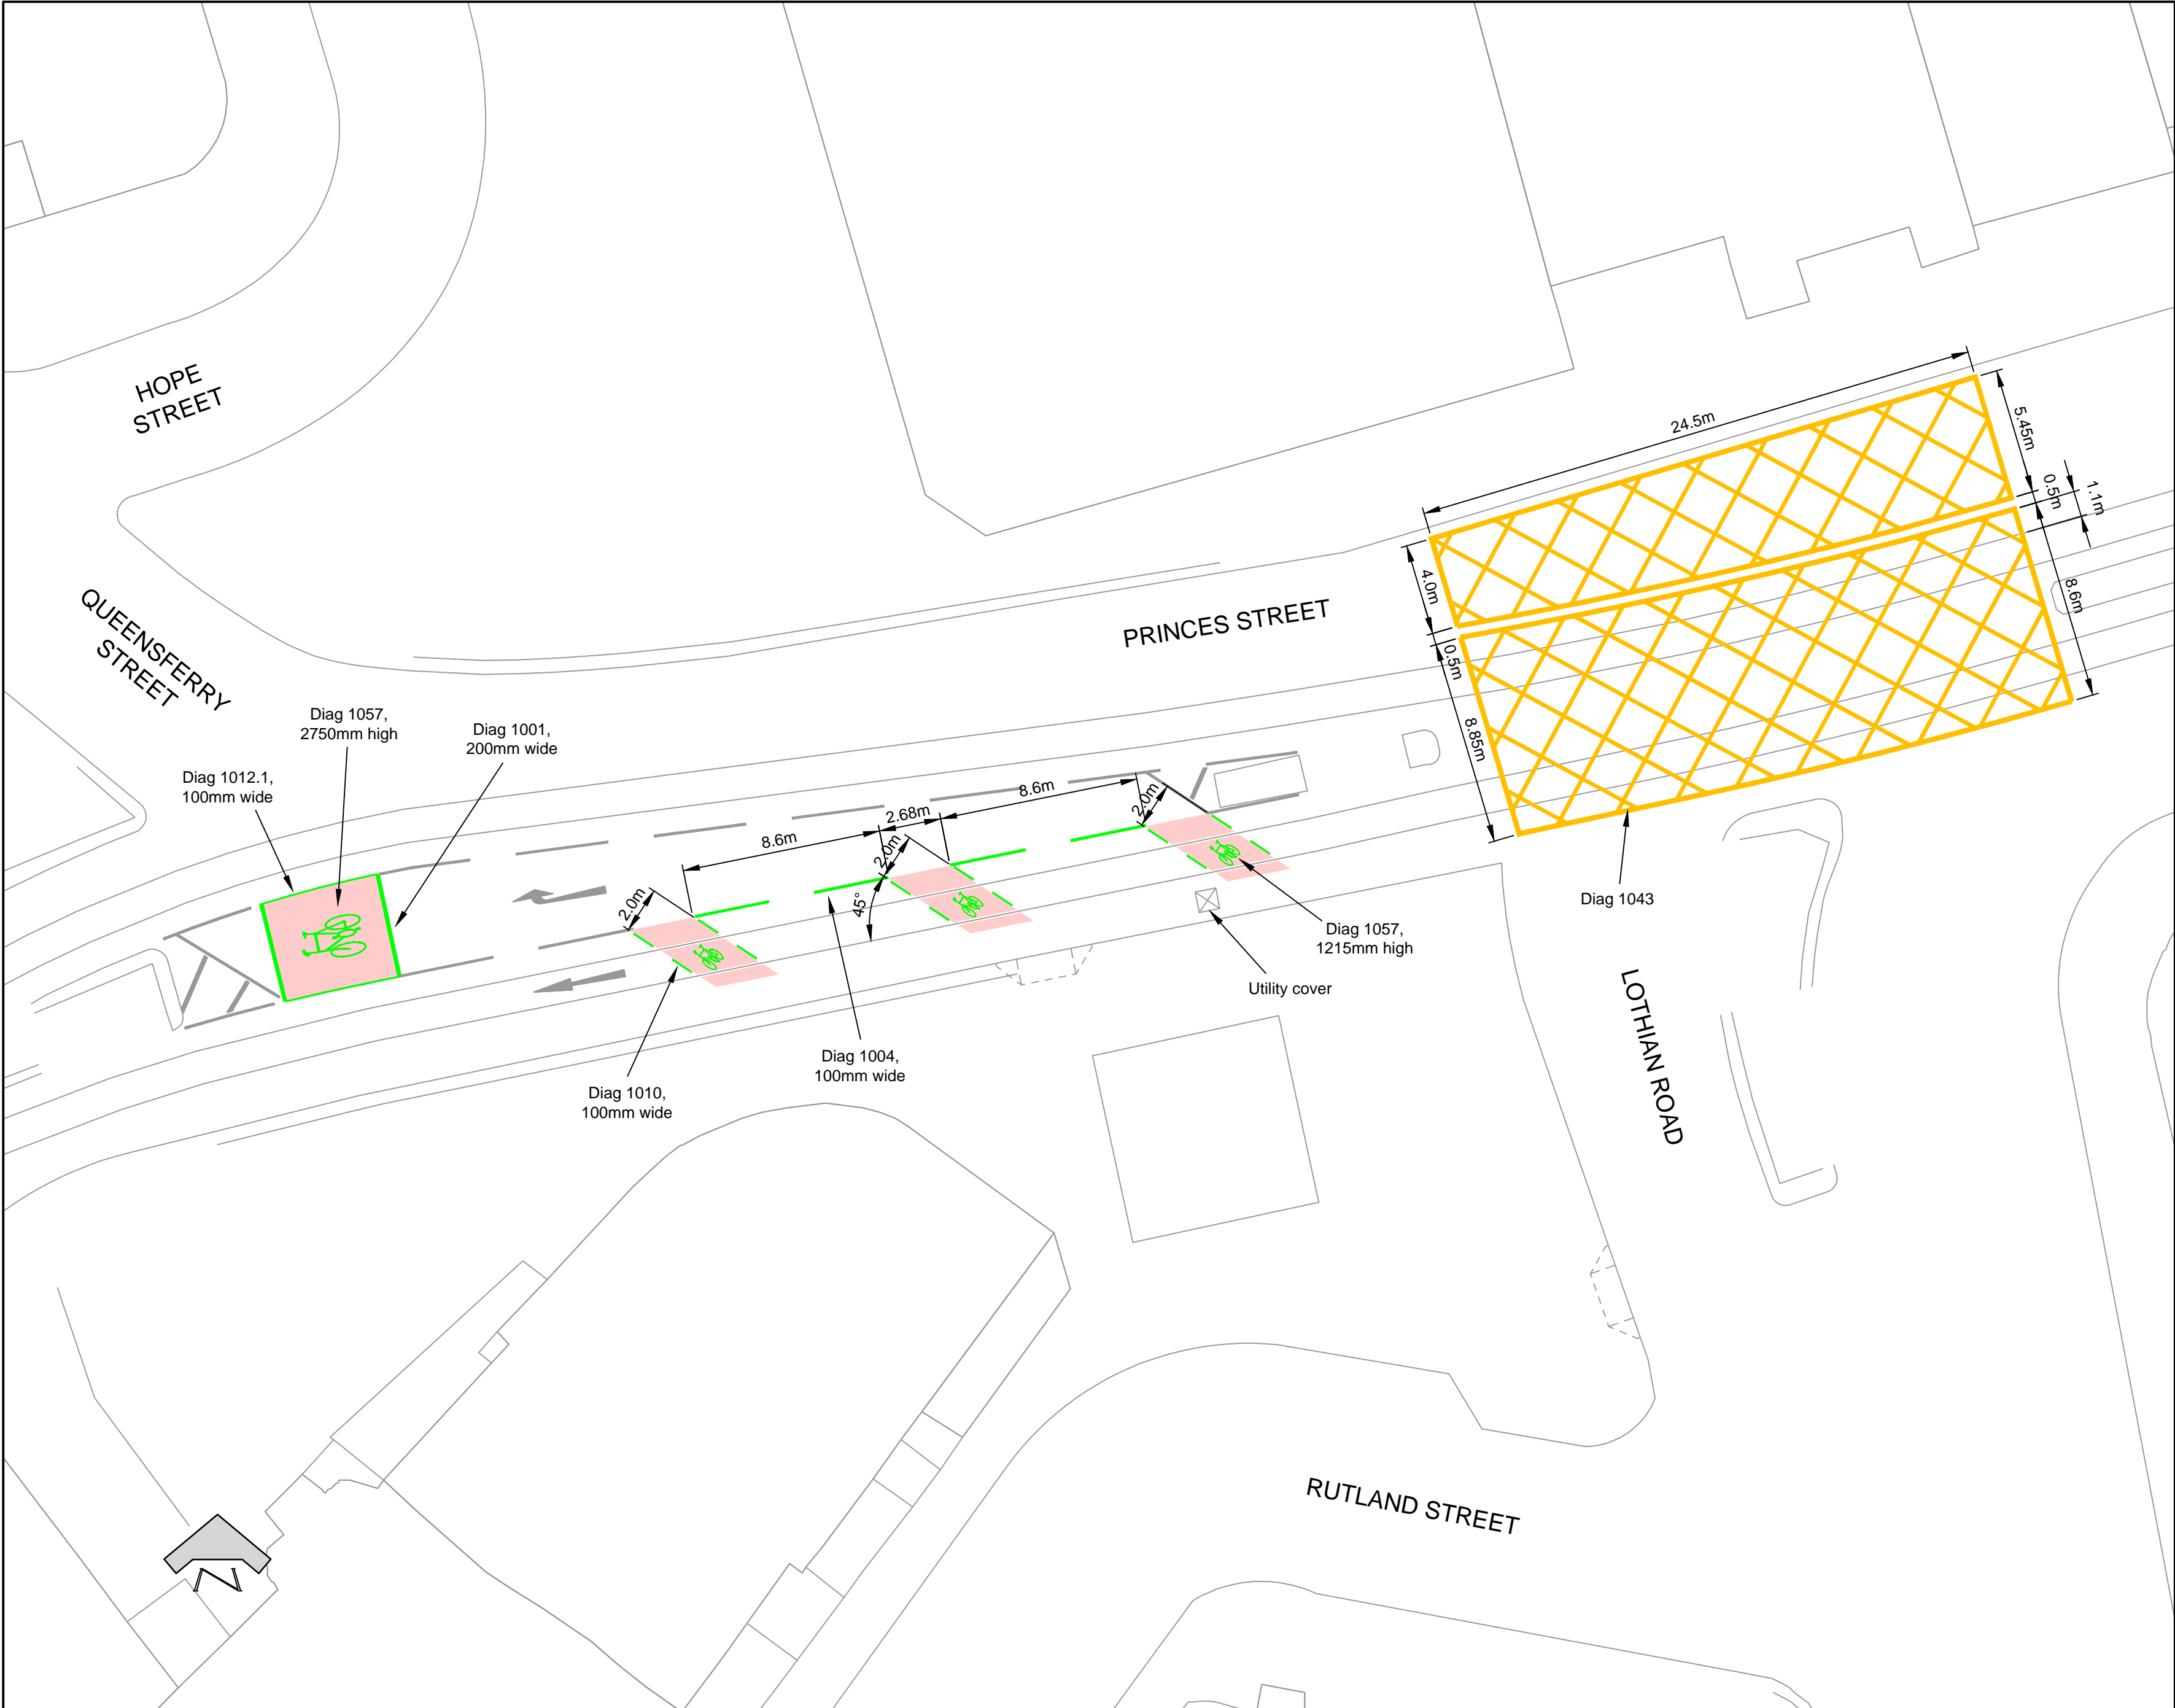 HOPE
STREET
QUEENSFERRY
STREET
PRINCES STREET
24.5m
5.45m
0.5m
1.1m
8.6m
4.0m
0.5m
8.85m
Diag 1057,
2750mm high
Diag 1001,
200mm wide
Diag 1012.1,
100mm wide
8.6m
2.68m
8.6m
2.0m
2.0m
2.0m
45°
Diag 1043
Diag 1057,
1215mm high
Utility cover
Diag 1004,
100mm wide
Diag 1010,
100mm wide
LOTHIAN ROAD
RUTLAND STREET
N